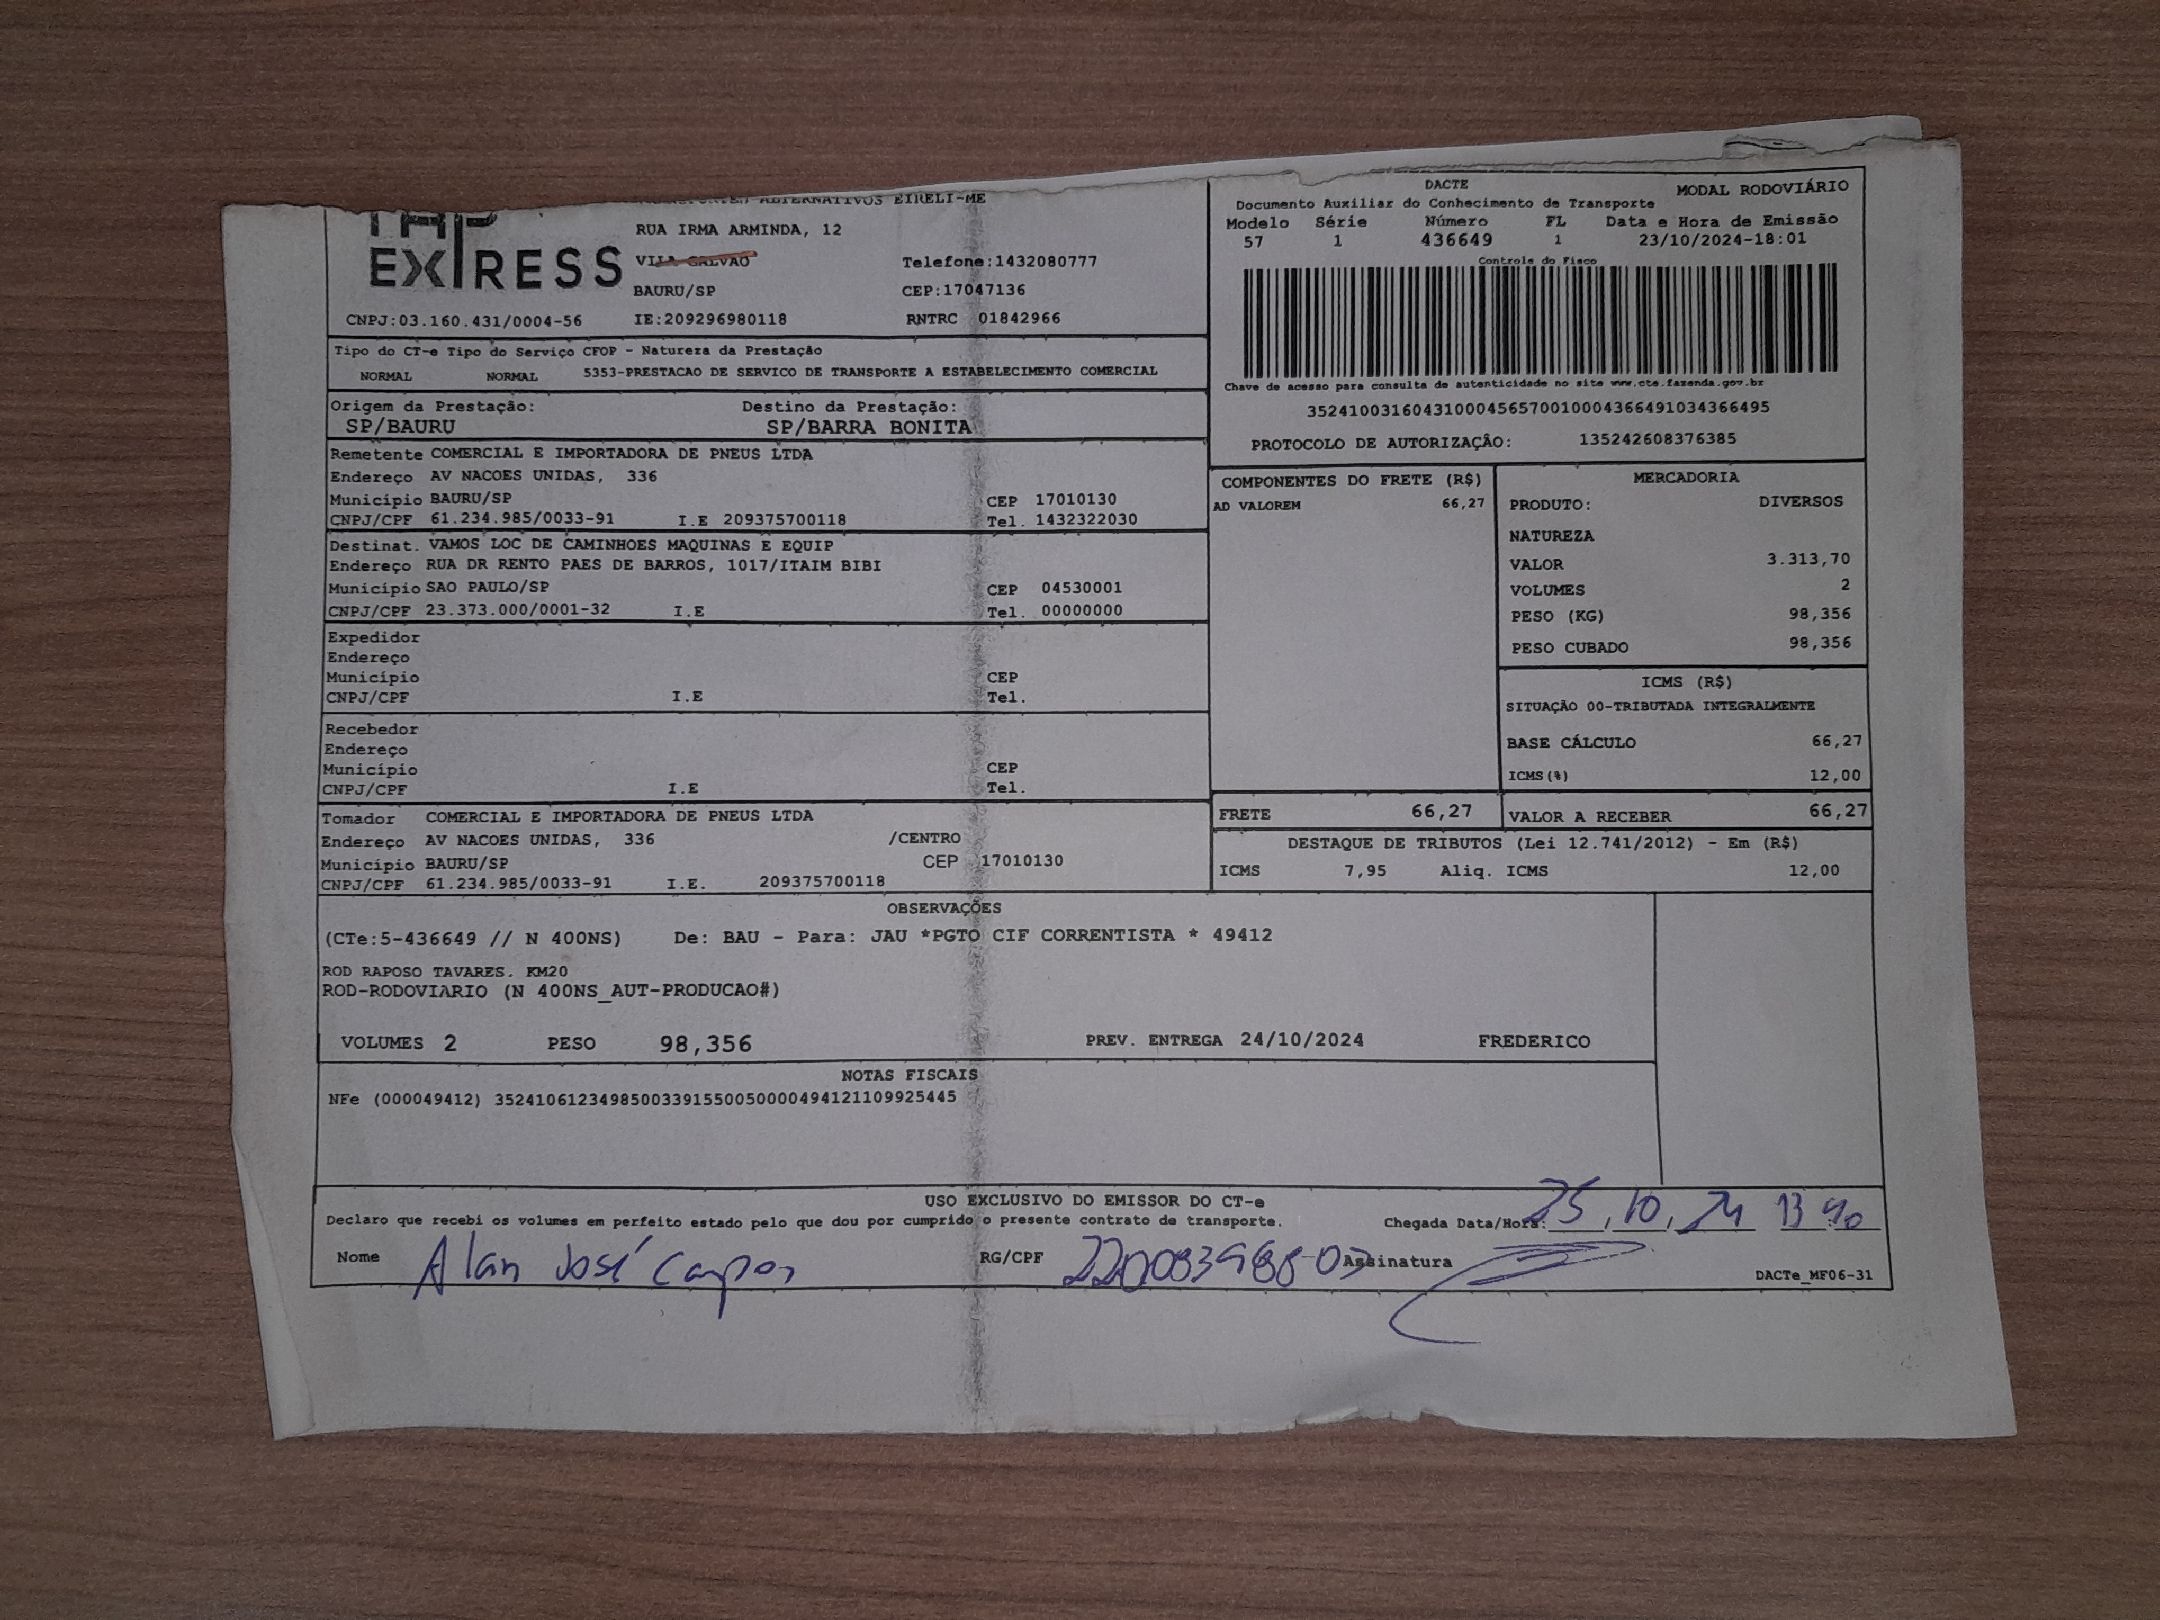 TAP
EXPRESS
ALTERNATIVOS EIRELI-ME
RUA IRMA ARMINDA, 12
VILA GALVAO
Telefone:1432080777
BAURU/SP
CEP:17047136
CNPJ:03.160.431/0004-56
IE:209296980118
RNTRC 01842966
DACTE
MODAL RODOVIÁRIO
Documento Auxiliar do Conhecimento de Transporte
Modelo Série Número FL Data e Hora de Emissão
57 1 436649 1 23/10/2024-18:01
Controle do Fisco
Chave de acesso para consulta de autenticidade no site www.cte.fazenda.gov.br
35241003160431000456570010004366491034366495
PROTOCOLO DE AUTORIZAÇÃO: 135242608376385
Tipo do CT-e Tipo do Serviço CFOP - Natureza da Prestação
NORMAL NORMAL 5353-PRESTACAO DE SERVICO DE TRANSPORTE A ESTABELECIMENTO COMERCIAL
Origem da Prestação: Destino da Prestação:
SP/BAURU SP/BARRA BONITA
Remetente COMERCIAL E IMPORTADORA DE PNEUS LTDA
Endereço AV NACOES UNIDAS, 336
Município BAURU/SP CEP 17010130
CNPJ/CPF 61.234.985/0033-91 I.E 209375700118 Tel. 1432322030
Destinat. VAMOS LOC DE CAMINHOES MAQUINAS E EQUIP
Endereço RUA DR RENTO PAES DE BARROS, 1017/ITAIM BIBI
Município SAO PAULO/SP CEP 04530001
CNPJ/CPF 23.373.000/0001-32 I.E Tel. 00000000
Expedidor
Endereço
Município CEP
CNPJ/CPF I.E Tel.
Recebedor
Endereço
Município CEP
CNPJ/CPF I.E Tel.
Tomador COMERCIAL E IMPORTADORA DE PNEUS LTDA
Endereço AV NACOES UNIDAS, 336 /CENTRO
Município BAURU/SP CEP 17010130
CNPJ/CPF 61.234.985/0033-91 I.E. 209375700118
COMPONENTES DO FRETE (R$)
AD VALOREM 66,27
MERCADORIA
PRODUTO: DIVERSOS
NATUREZA
VALOR 3.313,70
VOLUMES 2
PESO (KG) 98,356
PESO CUBADO 98,356
ICMS (R$)
SITUAÇÃO 00-TRIBUTADA INTEGRALMENTE
BASE CÁLCULO 66,27
ICMS(%) 12,00
FRETE 66,27 VALOR A RECEBER 66,27
DESTAQUE DE TRIBUTOS (Lei 12.741/2012) - Em (R$)
ICMS 7,95 Aliq. ICMS 12,00
OBSERVAÇÕES
(CTe:5-436649 // N 400NS) De: BAU - Para: JAU *PGTO CIF CORRENTISTA * 49412
ROD RAPOSO TAVARES. KM20
ROD-RODOVIARIO (N 400NS_AUT-PRODUCAO#)
VOLUMES 2 PESO 98,356 PREV. ENTREGA 24/10/2024 FREDERICO
NOTAS FISCAIS
NFe (000049412) 35241061234985003391550050000494121109925445
USO EXCLUSIVO DO EMISSOR DO CT-e
Declaro que recebi os volumes em perfeito estado pelo que dou por cumprido o presente contrato de transporte. Chegada Data/Hora: 25,10,24 13 40
Nome Alan José Campos RG/CPF Assinatura
DACTe_MF06-31